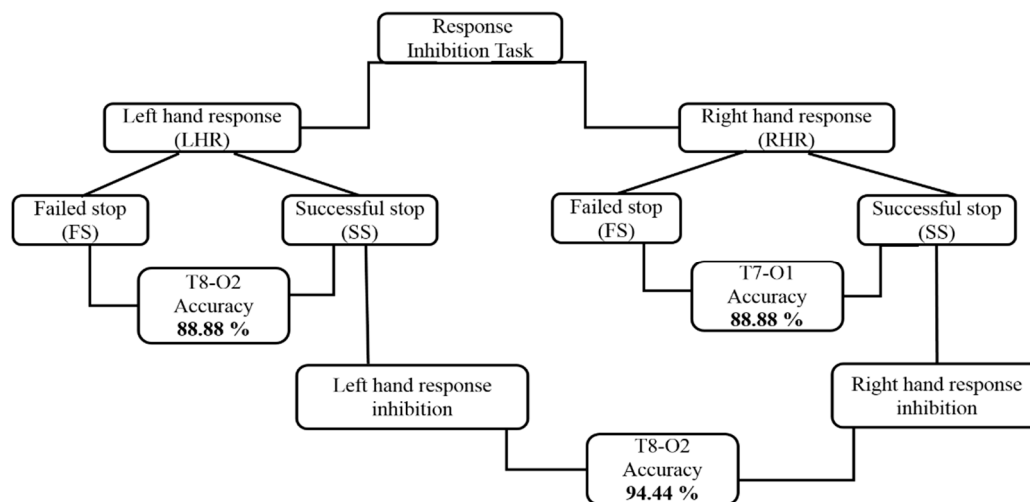 Response
Inhibition Task
Left hand response
(LHR)
Right hand response
(RHR)
Failed stop
(FS)
Successful stop
(SS)
Failed stop
(FS)
Successful stop
(SS)
T8-O2
Accuracy
88.88 %
T7-O1
Accuracy
88.88 %
Left hand response
inhibition
Right hand response
inhibition
T8-O2
Accuracy
94.44 %